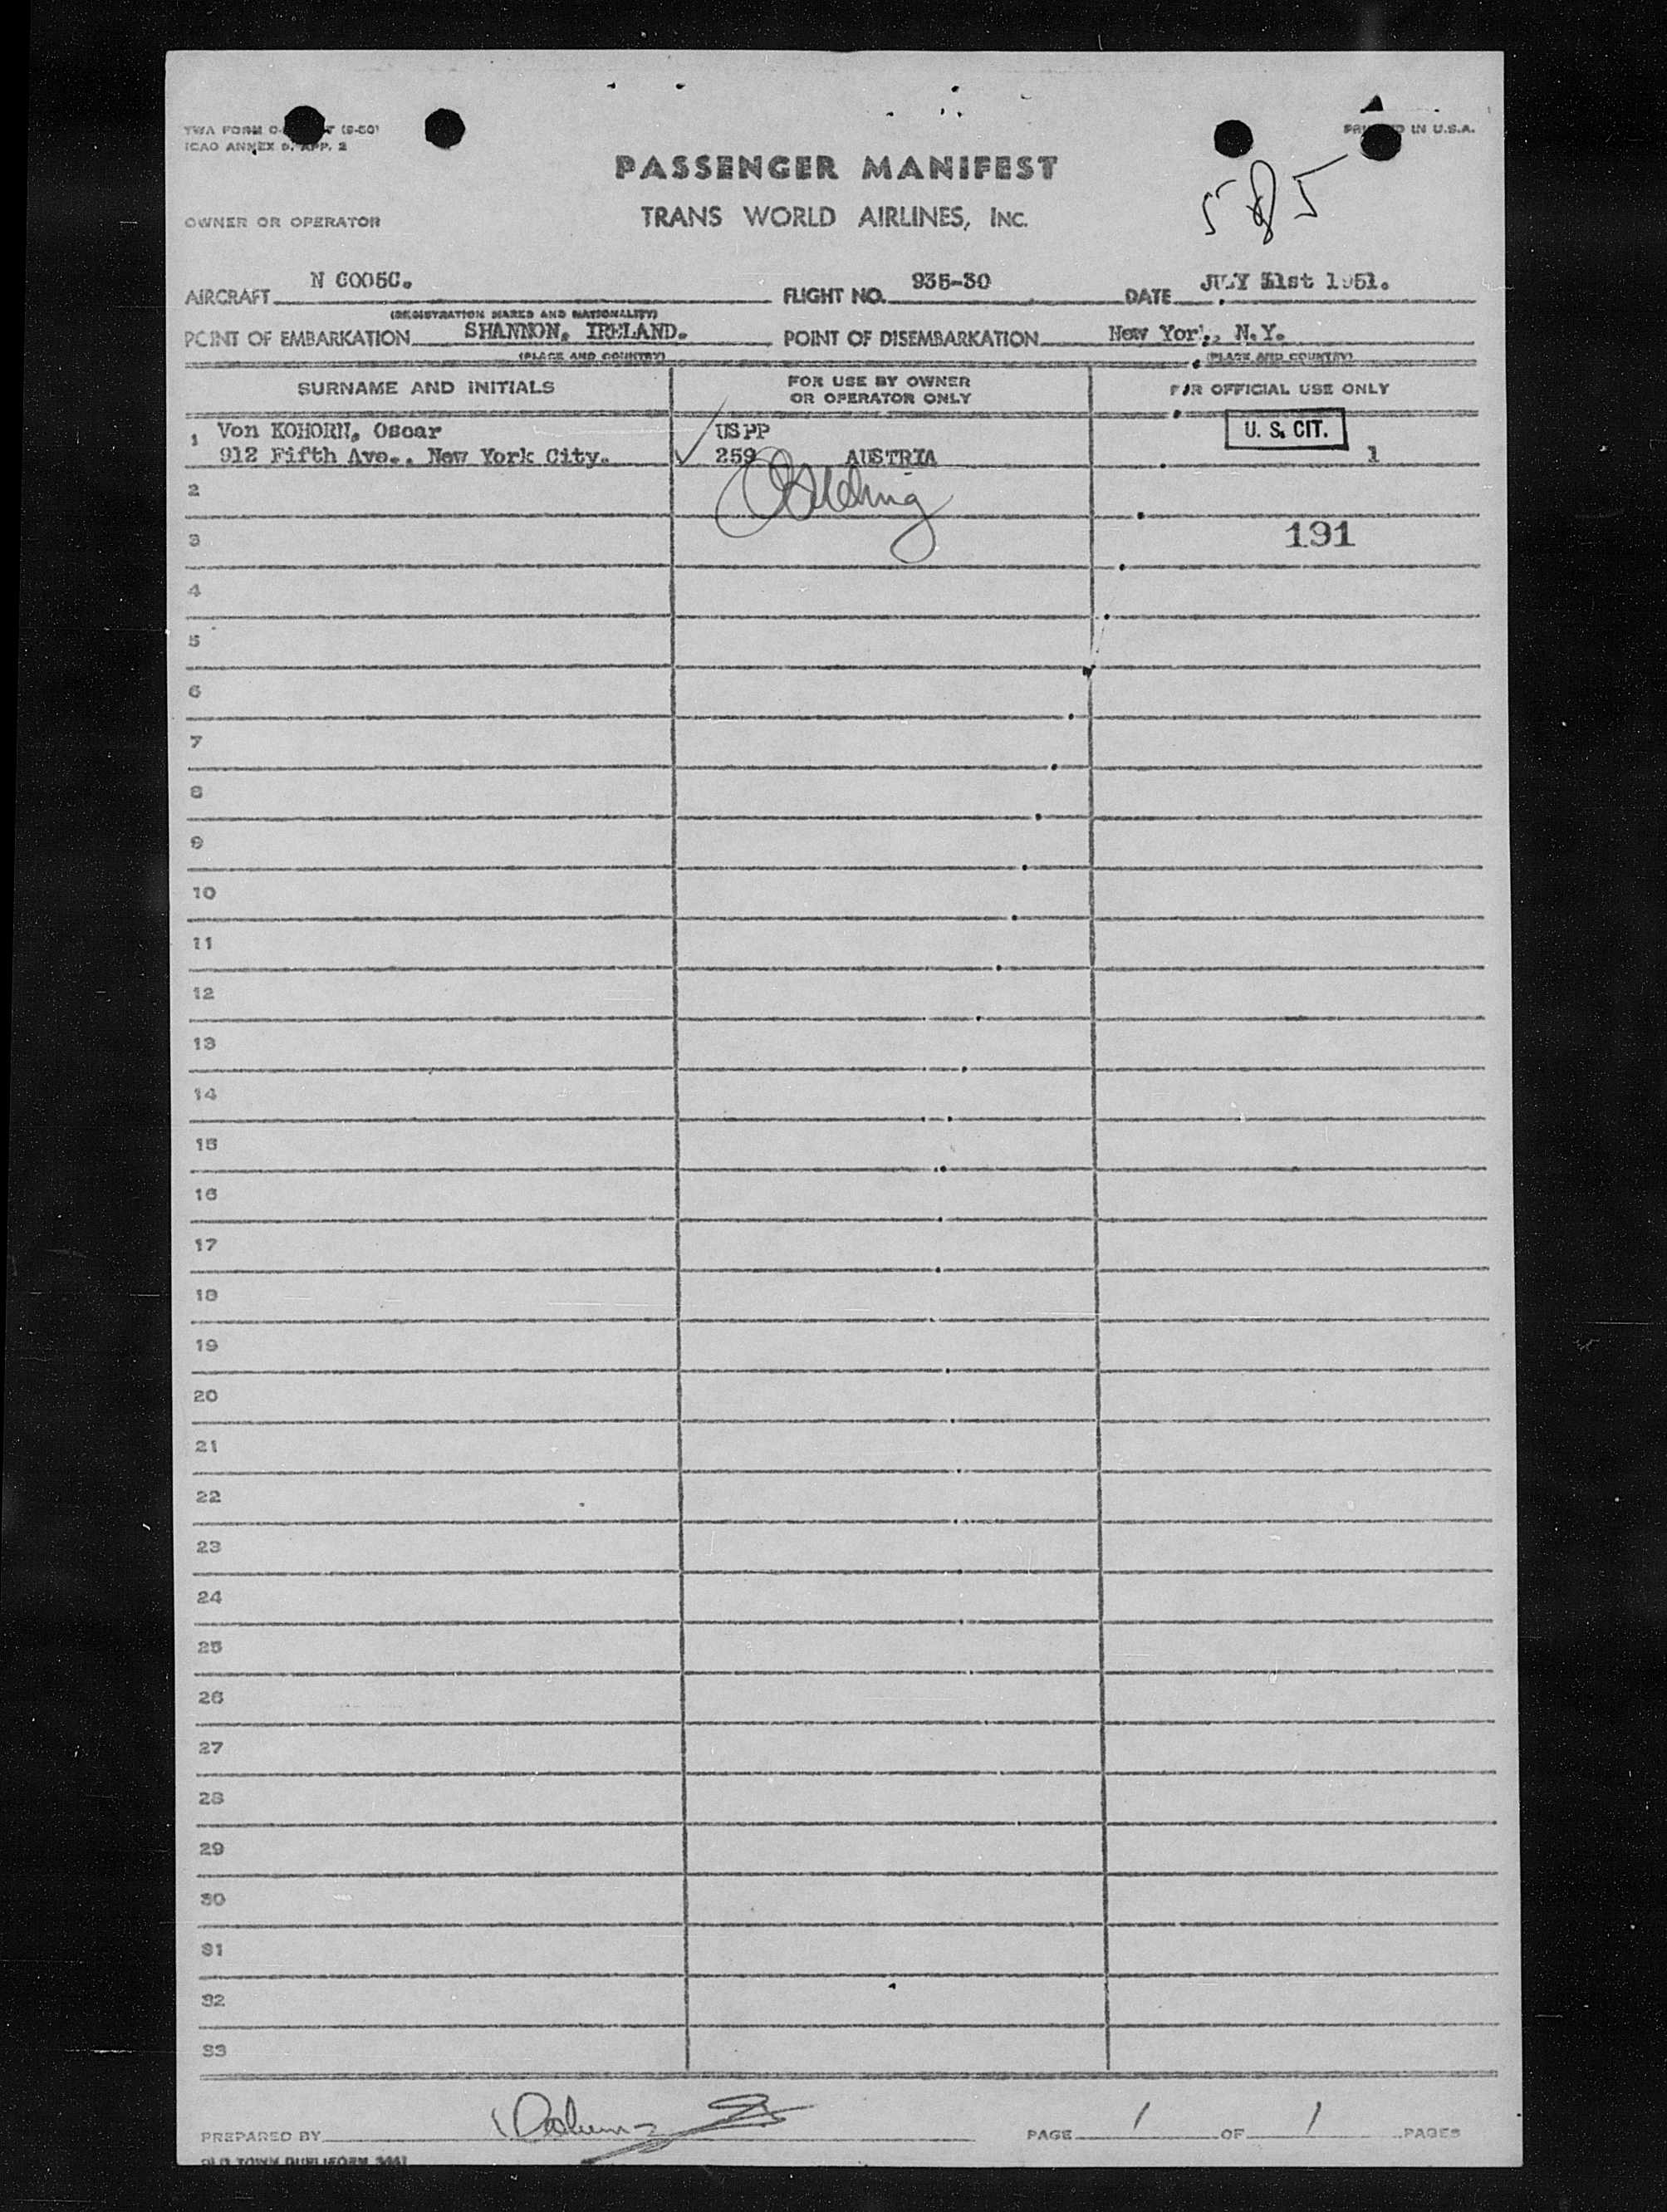 ICAO ANNEX 9, APP. 2
IN U.S.A.
PASSENGER MANIFEST
5 of 5
OWNER OR OPERATOR
TRANS WORLD AIRLINES, INC.
AIRCRAFT N 6005C. FLIGHT NO. 935-30 DATE JULY 31st 1951.
(REGISTRATION MARKS AND NATIONALITY)
POINT OF EMBARKATION SHANNON, IRELAND. POINT OF DISEMBARKATION New Yor, N.Y.
(PLACE AND COUNTRY) (PLACE AND COUNTRY)
SURNAME AND INITIALS FOR USE BY OWNER OR OPERATOR ONLY FOR OFFICIAL USE ONLY
1 Von KOHORN, Oscar USPP U. S. CIT.
912 Fifth Ave., New York City. 259 AUSTRIA 1
2
3 191
4
5
6
7
8
9
10
11
12
13
14
15
16
17
18
19
20
21
22
23
24
25
26
27
28
29
30
31
32
33
PREPARED BY PAGE 1 OF 1 PAGES